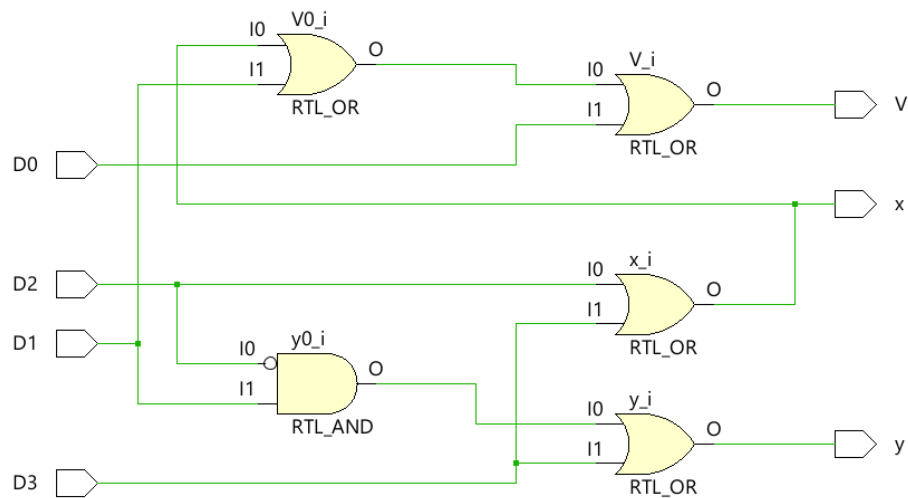 V0_i
I0
O
I1
RTL_OR
V_i
I0
O
I1
RTL_OR
V
D0
x
D2
x_i
I0
O
I1
RTL_OR
D1
y0_i
I0
O
I1
RTL_AND
y_i
I0
O
I1
RTL_OR
y
D3